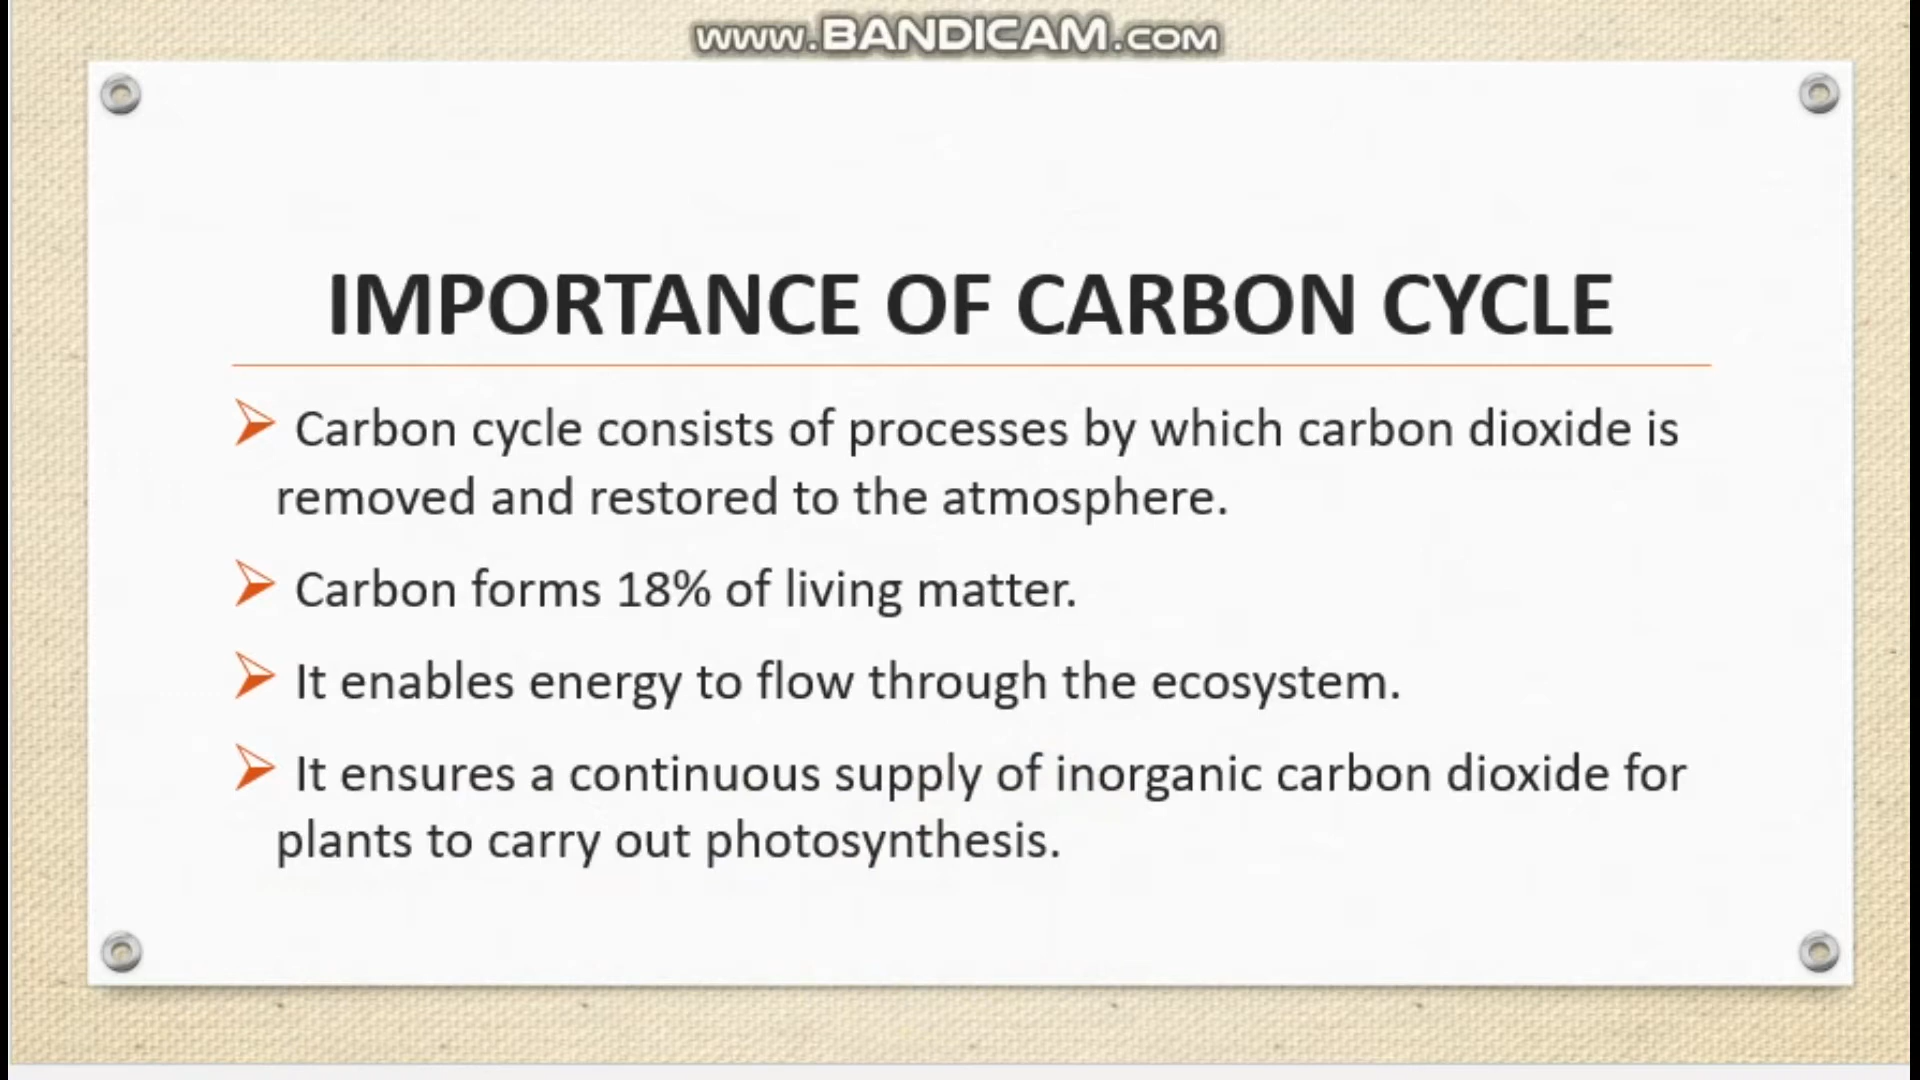 www.BANDICAM.com
IMPORTANCE OF CARBON CYCLE
Carbon cycle consists of processes by which carbon dioxide is
removed and restored to the atmosphere.
Carbon forms 18% of living matter.
It enables energy to flow through the ecosystem.
It ensures a continuous supply of inorganic carbon dioxide for
plants to carry out photosynthesis.